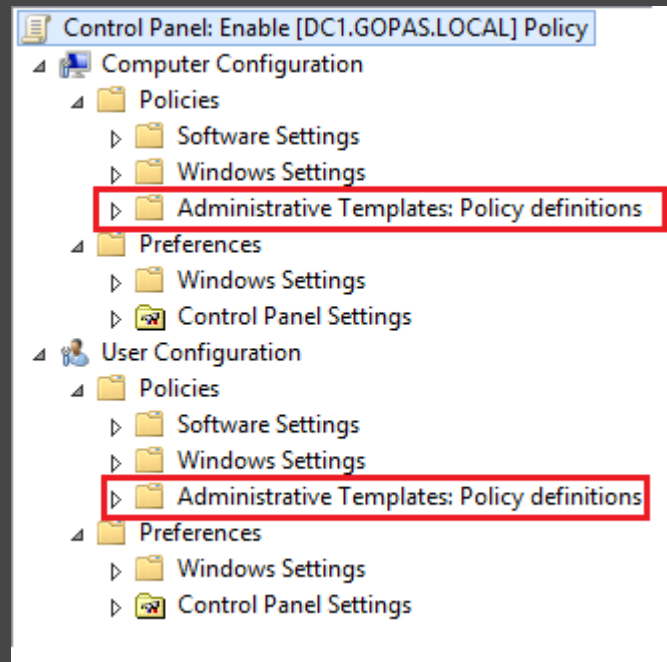 Control Panel: Enable [DC1.GOPAS.LOCAL] Policy
Computer Configuration
Policies
Software Settings
Windows Settings
Administrative Templates: Policy definitions
Preferences
Windows Settings
Control Panel Settings
User Configuration
Policies
Software Settings
Windows Settings
Administrative Templates: Policy definitions
Preferences
Windows Settings
Control Panel Settings